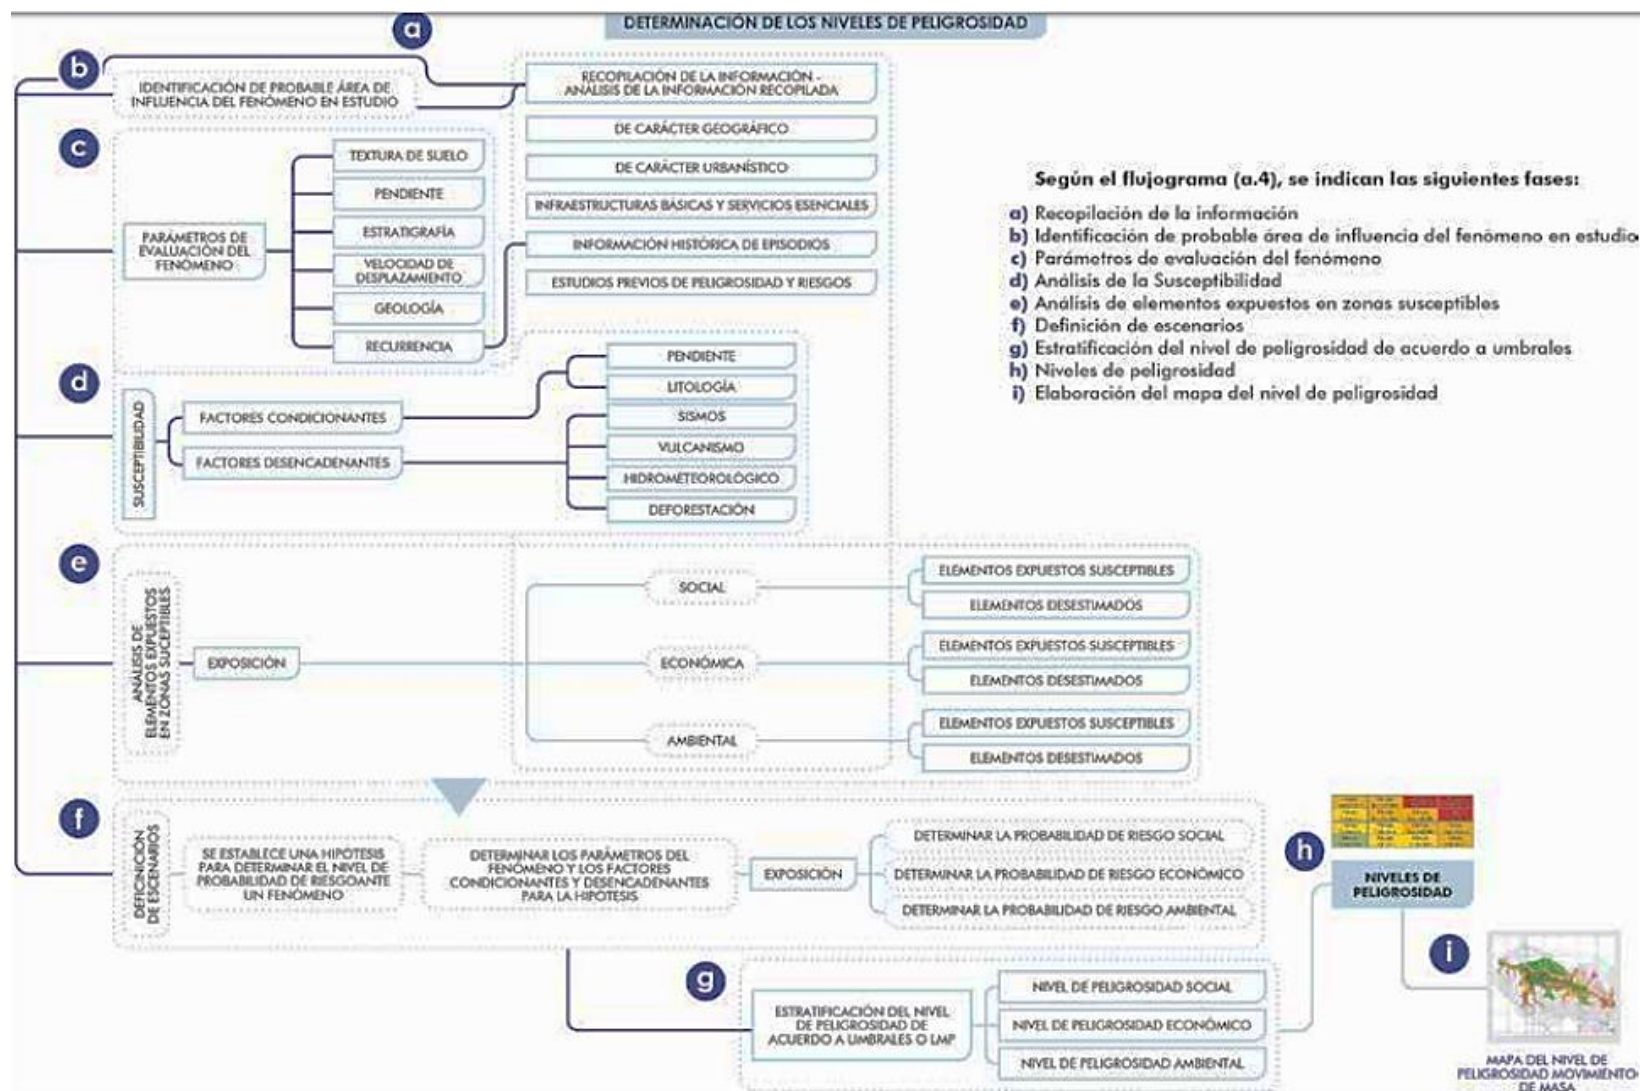 DETERMINACIÓN DE LOS NIVELES DE PELIGROSIDAD
a
b
IDENTIFICACIÓN DE PROBABLE ÁREA DE
INFLUENCIA DEL FENÓMENO EN ESTUDIO
RECOPILACIÓN DE LA INFORMACIÓN -
ANÁLISIS DE LA INFORMACIÓN RECOPILADA
DE CARÁCTER GEOGRÁFICO
DE CARÁCTER URBANÍSTICO
INFRAESTRUCTURAS BÁSICAS Y SERVICIOS ESENCIALES
INFORMACIÓN HISTÓRICA DE EPISODIOS
ESTUDIOS PREVIOS DE PELIGROSIDAD Y RIESGOS
c
PARÁMETROS DE
EVALUACIÓN DEL
FENÓMENO
TEXTURA DE SUELO
PENDIENTE
ESTRATIGRAFÍA
VELOCIDAD DE
DESPLAZAMIENTO
GEOLOGÍA
RECURRENCIA
Según el flujograma (a.4), se indican las siguientes fases:
a) Recopilación de la información
b) Identificación de probable área de influencia del fenómeno en estudio
c) Parámetros de evaluación del fenómeno
d) Análisis de la Susceptibilidad
e) Análisis de elementos expuestos en zonas susceptibles
f) Definición de escenarios
g) Estratificación del nivel de peligrosidad de acuerdo a umbrales
h) Niveles de peligrosidad
i) Elaboración del mapa del nivel de peligrosidad
d
SUSCEPTIBILIDAD
FACTORES CONDICIONANTES
FACTORES DESENCADENANTES
PENDIENTE
LITOLOGÍA
SISMOS
VULCANISMO
HIDROMETEOROLÓGICO
DEFORESTACIÓN
e
ANÁLISIS DE
ELEMENTOS EXPUESTOS
EN ZONAS SUCEPTIBLES
EXPOSICIÓN
SOCIAL
ELEMENTOS EXPUESTOS SUSCEPTIBLES
ELEMENTOS DESESTIMADOS
ECONÓMICA
ELEMENTOS EXPUESTOS SUSCEPTIBLES
ELEMENTOS DESESTIMADOS
AMBIENTAL
ELEMENTOS EXPUESTOS SUSCEPTIBLES
ELEMENTOS DESESTIMADOS
f
DEFINICIÓN
DE ESCENARIOS
SE ESTABLECE UNA HIPÓTESIS
PARA DETERMINAR EL NIVEL DE
PROBABILIDAD DE RIESGOANTE
UN FENÓMENO
DETERMINAR LOS PARÁMETROS DEL
FENÓMENO Y LOS FACTORES
CONDICIONANTES Y DESENCADENANTES
PARA LA HIPÓTESIS
EXPOSICIÓN
DETERMINAR LA PROBABILIDAD DE RIESGO SOCIAL
DETERMINAR LA PROBABILIDAD DE RIESGO ECONÓMICO
DETERMINAR LA PROBABILIDAD DE RIESGO AMBIENTAL
g
ESTRATIFICACIÓN DEL NIVEL
DE PELIGROSIDAD DE
ACUERDO A UMBRALES O LMP
NIVEL DE PELIGROSIDAD SOCIAL
NIVEL DE PELIGROSIDAD ECONÓMICO
NIVEL DE PELIGROSIDAD AMBIENTAL
h
NIVELES DE
PELIGROSIDAD
i
MAPA DEL NIVEL DE
PELIGROSIDAD MOVIMIENTO
DE MASA